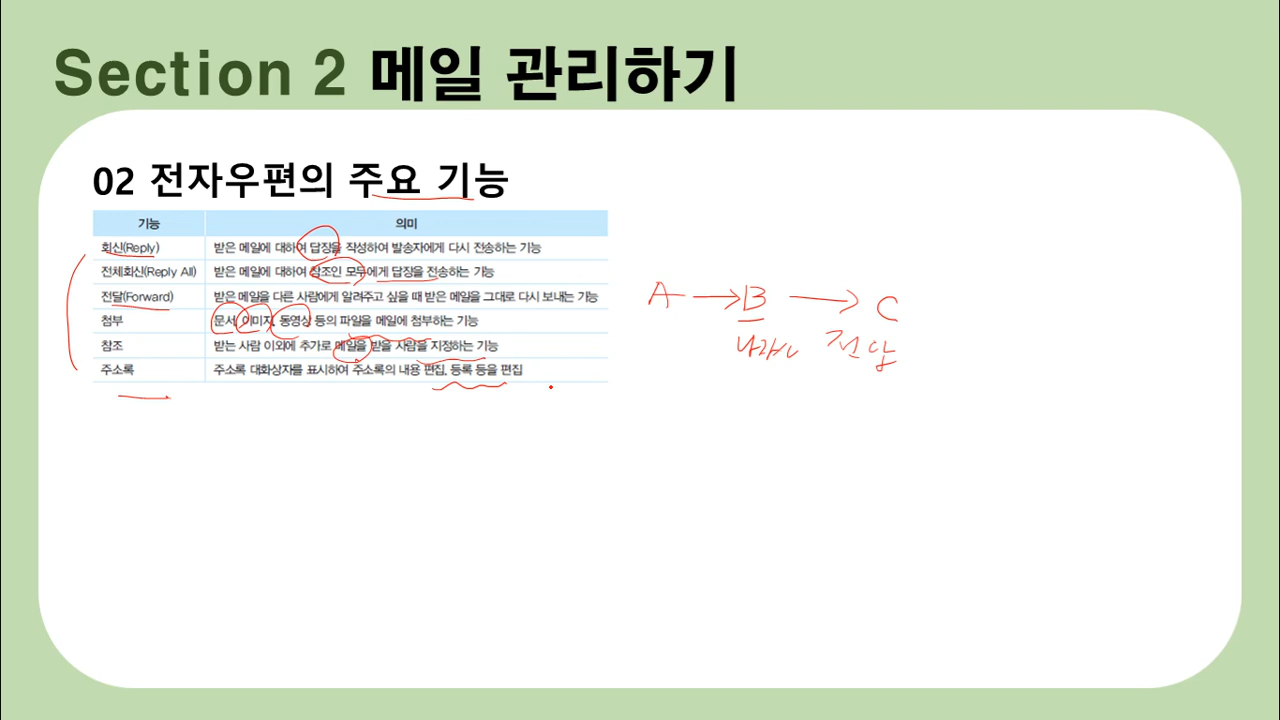 Section 2 메일 관리하기
02 전자우편의 주요 기능
기능 의미
회신(Reply) 받은 메일에 대하여 답장을 작성하여 발송자에게 다시 전송하는 기능
전체회신(Reply All) 받은 메일에 대하여 참조인 모두에게 답장을 전송하는 기능
전달(Forward) 받은 메일을 다른 사람에게 알려주고 싶을 때 받은 메일을 그대로 다시 보내는 기능
첨부 문서, 이미지, 동영상 등의 파일을 메일에 첨부하는 기능
참조 받는 사람 이외에 추가로 메일을 받을 사람을 지정하는 기능
주소록 주소록 대화상자를 표시하여 주소록의 내용 편집, 등록 등을 편집
A B C
전달